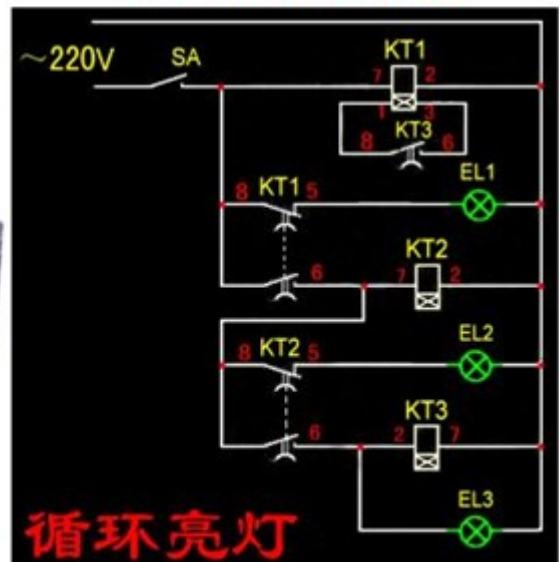 KT1
~220V SA 7 2
1 3
8 KT3 6
EL1
8 KT1 5
KT2
6 7 2
EL2
8 KT2 5
KT3
6 2 7
EL3
循环亮灯